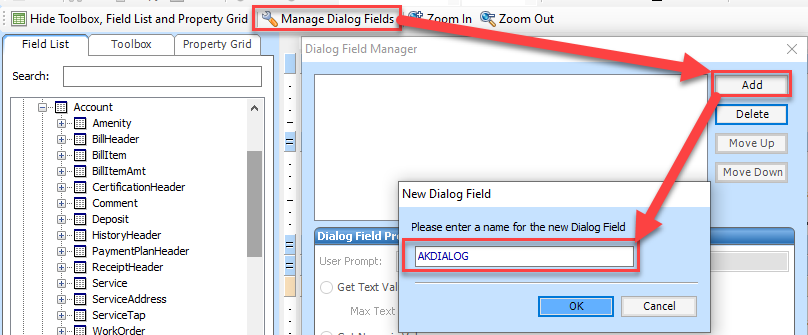 Hide Toolbox, Field List and Property Grid Manage Dialog Fields Zoom In Zoom Out
Field List Toolbox Property Grid
Search:
Account
Amenity
BillHeader
BillItem
BillItemAmt
CertificationHeader
Comment
Deposit
HistoryHeader
PaymentPlanHeader
ReceiptHeader
Service
ServiceAddress
ServiceTap
WorkOrder
Dialog Field Manager
Add
Delete
Move Up
Move Down
Dialog Field Pro
User Prompt:
Get Text Val
Max Text
New Dialog Field
Please enter a name for the new Dialog Field
AKDIALOG
OK Cancel